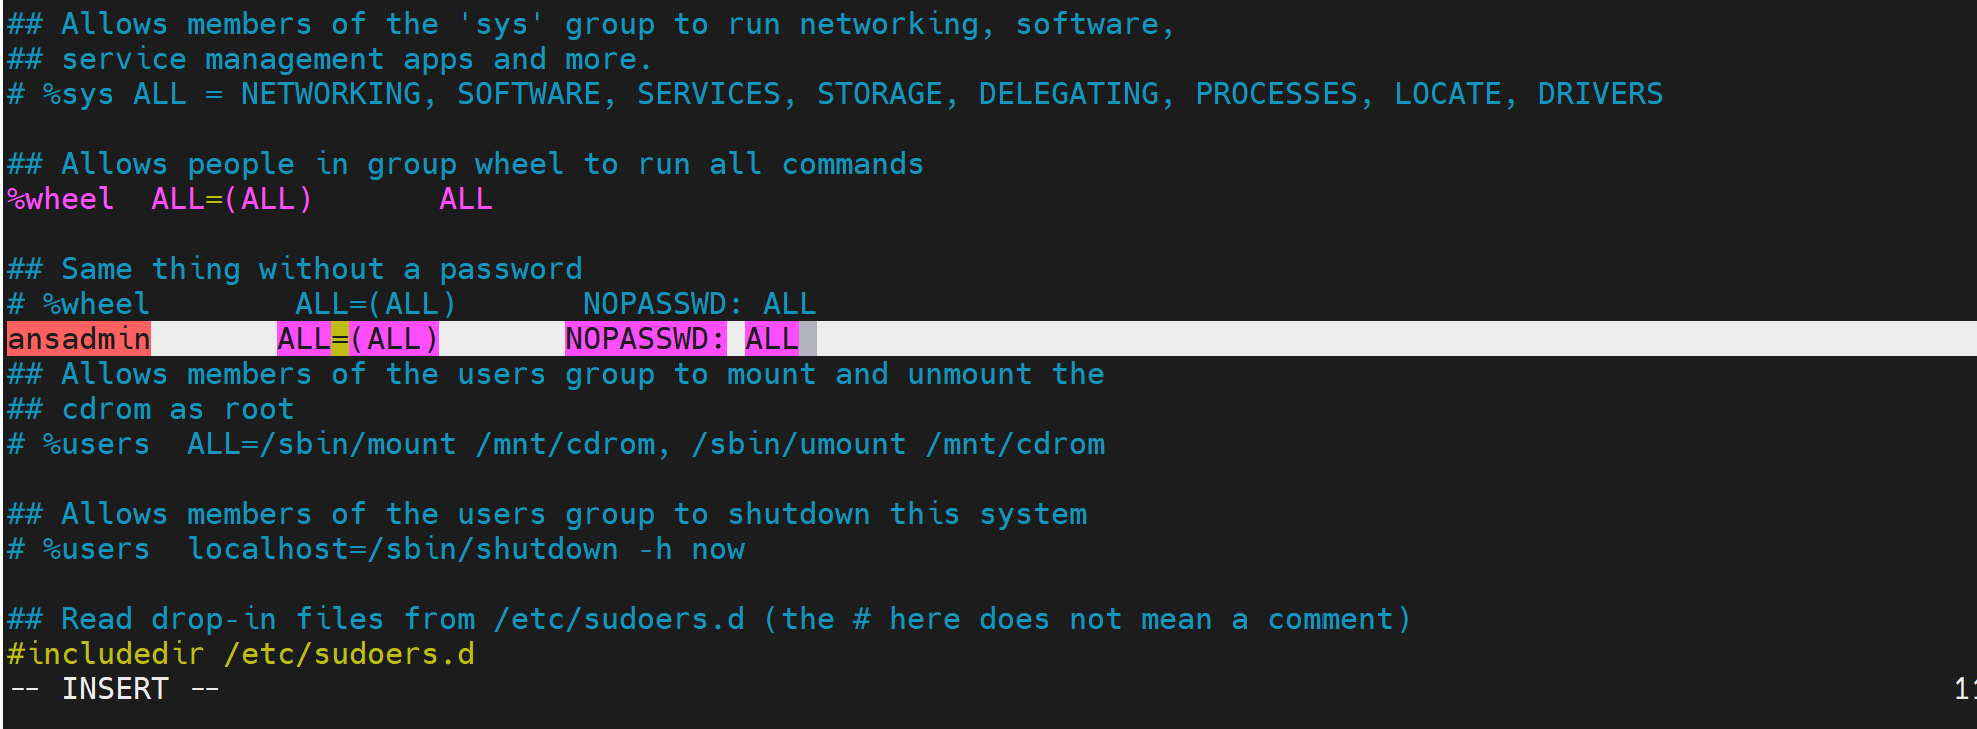 ## Allows members of the 'sys' group to run networking, software,
## service management apps and more.
# %sys ALL = NETWORKING, SOFTWARE, SERVICES, STORAGE, DELEGATING, PROCESSES, LOCATE, DRIVERS
## Allows people in group wheel to run all commands
%wheel  ALL=(ALL)       ALL
## Same thing without a password
# %wheel        ALL=(ALL)       NOPASSWD: ALL
ansadmin       ALL=(ALL)       NOPASSWD: ALL
## Allows members of the users group to mount and unmount the
## cdrom as root
# %users  ALL=/sbin/mount /mnt/cdrom, /sbin/umount /mnt/cdrom
## Allows members of the users group to shutdown this system
# %users  localhost=/sbin/shutdown -h now
## Read drop-in files from /etc/sudoers.d (the # here does not mean a comment)
#includedir /etc/sudoers.d
-- INSERT --